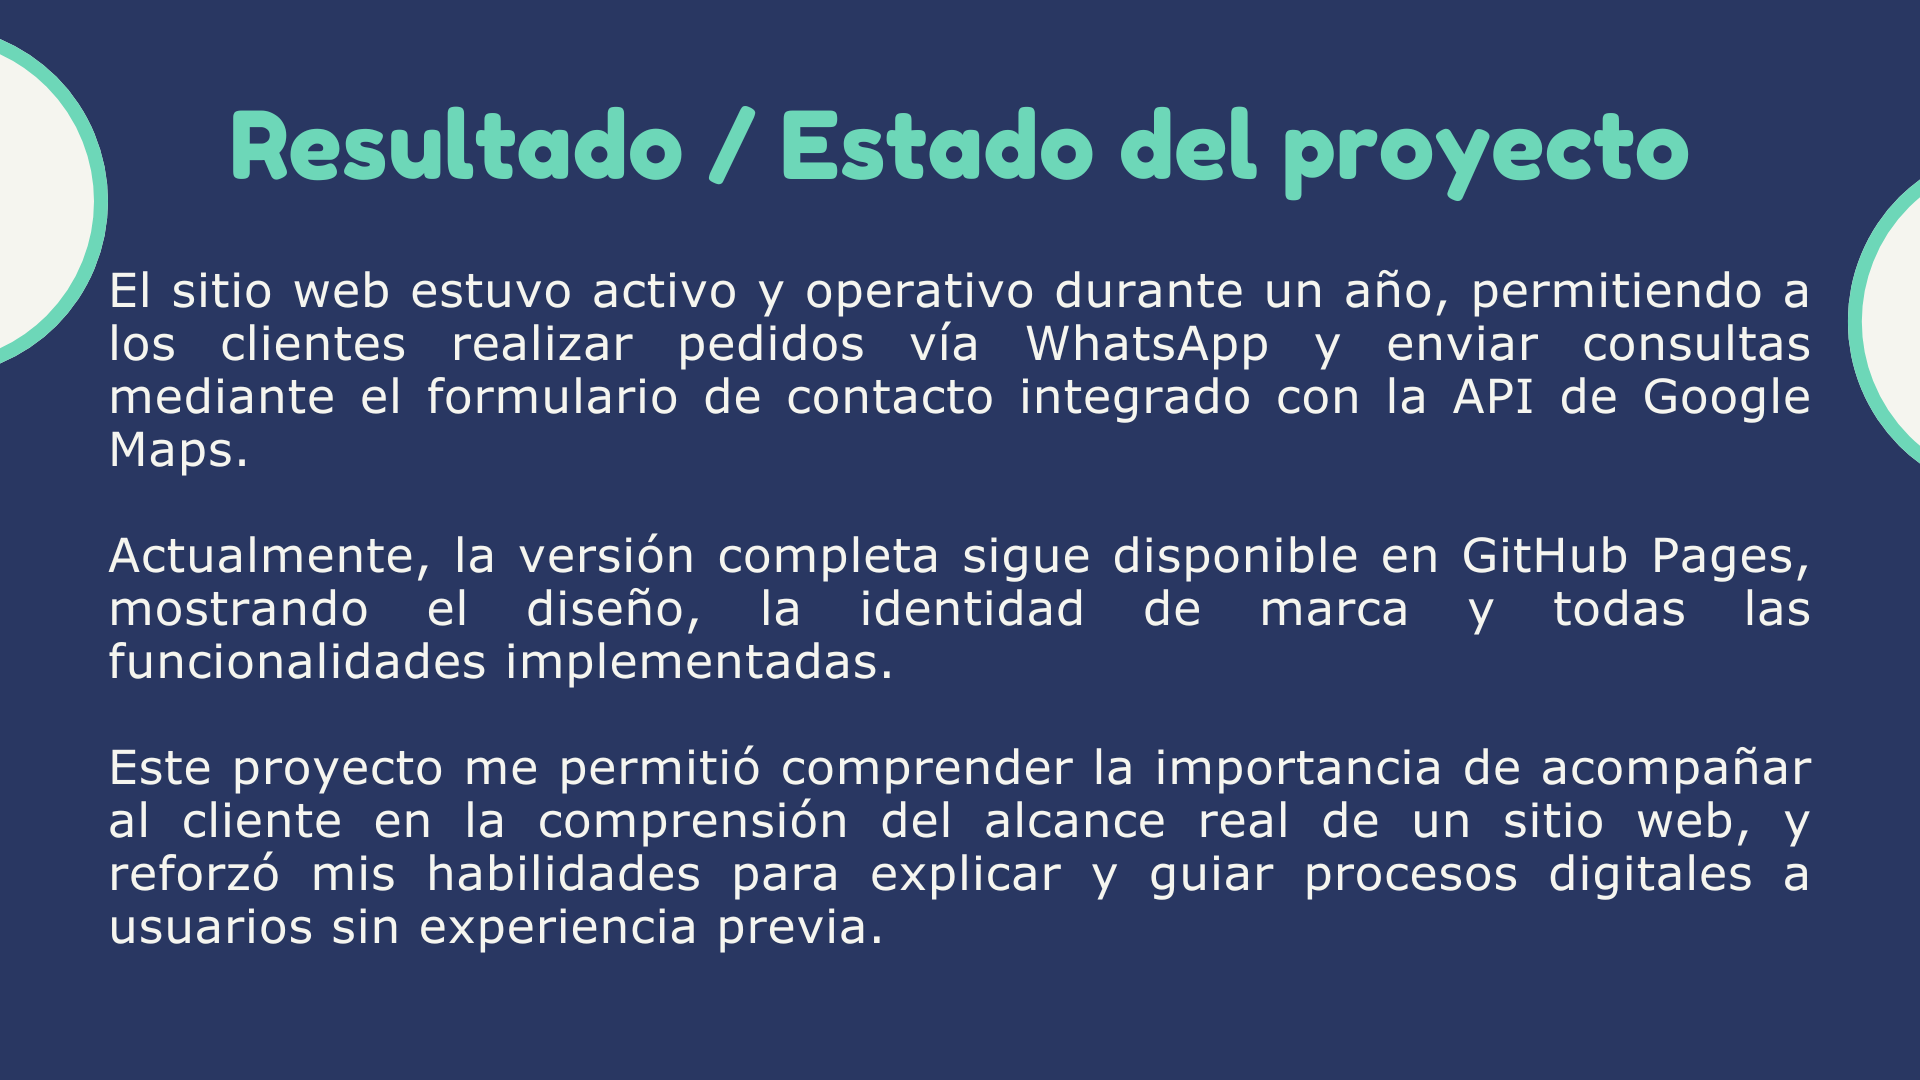 Resultado / Estado del proyecto
El sitio web estuvo activo y operativo durante un año, permitiendo a
los clientes realizar pedidos vía WhatsApp y enviar consultas
mediante el formulario de contacto integrado con la API de Google
Maps.
Actualmente, la versión completa sigue disponible en GitHub Pages,
mostrando el diseño, la identidad de marca y todas las
funcionalidades implementadas.
Este proyecto me permitió comprender la importancia de acompañar
al cliente en la comprensión del alcance real de un sitio web, y
reforzó mis habilidades para explicar y guiar procesos digitales a
usuarios sin experiencia previa.